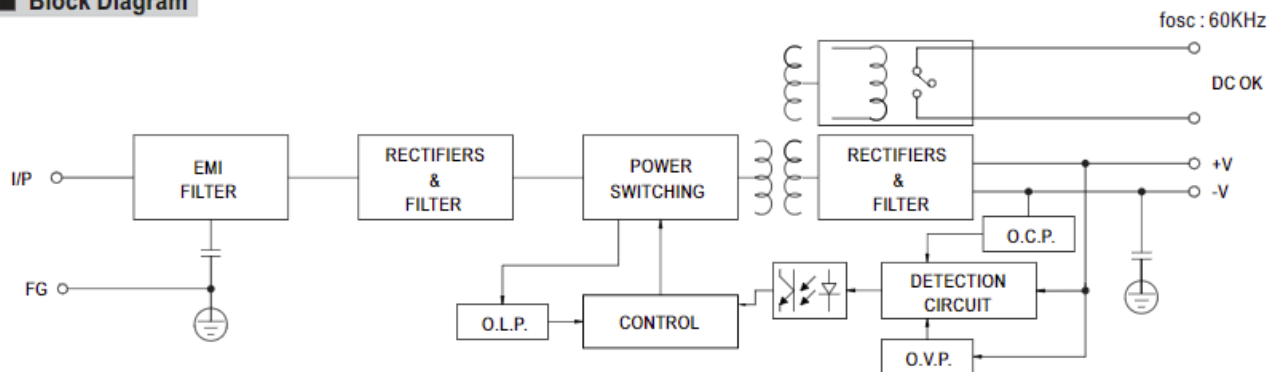 Block Diagram
fosc : 60KHz
DC OK
I/P
EMI
FILTER
RECTIFIERS
&
FILTER
POWER
SWITCHING
RECTIFIERS
&
FILTER
+V
-V
O.C.P.
FG
O.L.P.
CONTROL
DETECTION
CIRCUIT
O.V.P.